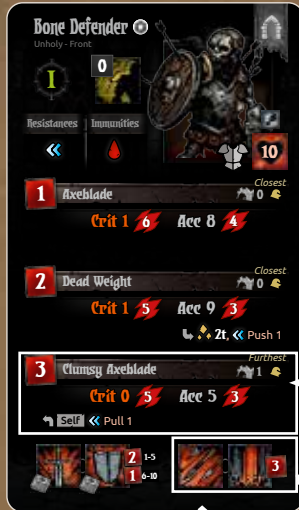 Bone Defender
Unholy - Front
I
0
Resistances Immunities
10
1 Axeblade Closest 0
Crit 1 6 Acc 8 4
2 Dead Weight Closest 0
Crit 1 5 Acc 9 3
2t, Push 1
3 Clumsy Axeblade Furthest 1
Crit 0 5 Acc 5 3
Self Pull 1
2 1-5
1 6-10
3